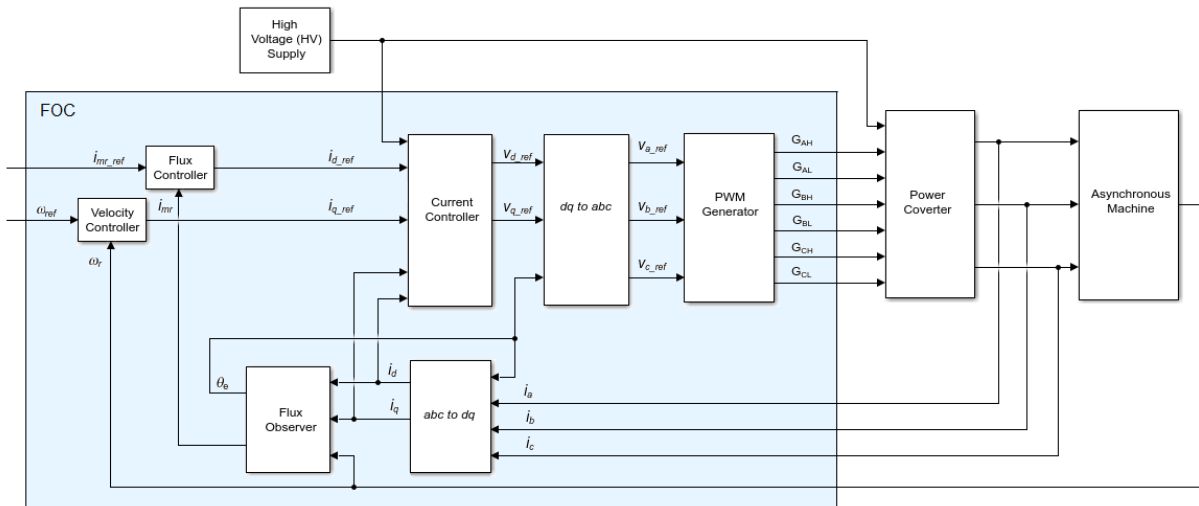 High
Voltage (HV)
Supply
FOC
i_mr_ref
Flux
Controller
i_d_ref
ω_ref
Velocity
Controller
i_mr
i_q_ref
ω_r
Current
Controller
v_d_ref
v_q_ref
dq to abc
v_a_ref
v_b_ref
v_c_ref
PWM
Generator
G_AH
G_AL
G_BH
G_BL
G_CH
G_CL
Power
Coverter
Asynchronous
Machine
θ_e
Flux
Observer
i_d
i_q
abc to dq
i_a
i_b
i_c